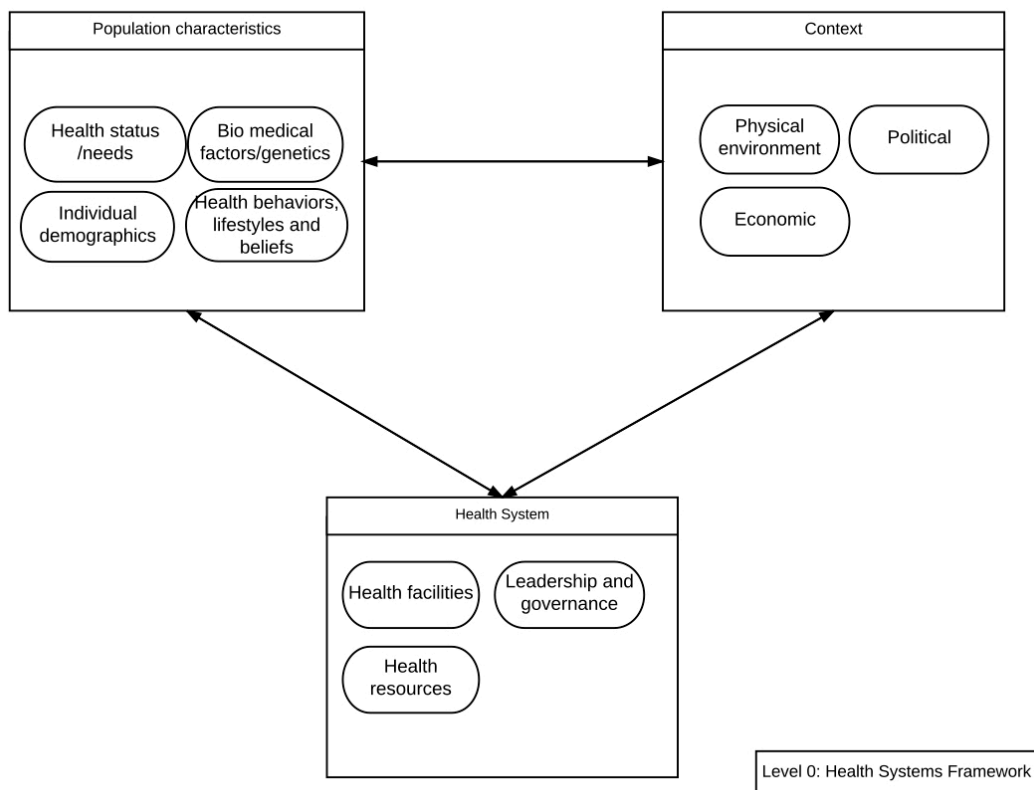 Population characteristics
Health status
/needs
Bio medical
factors/genetics
Individual
demographics
Health behaviors,
lifestyles and
beliefs
Context
Physical
environment
Political
Economic
Health System
Health facilities
Leadership and
governance
Health
resources
Level 0: Health Systems Framework